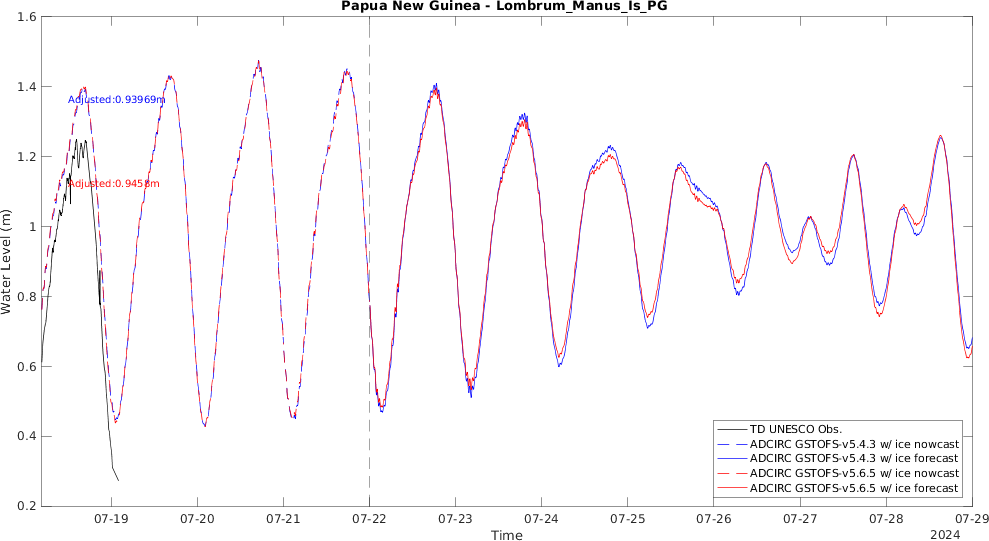 Papua New Guinea - Lombrum_Manus_Is_PG
1.6
1.4
1.2
1
0.8
0.6
0.4
0.2
Water Level (m)
Adjusted:0.93969m
Adjusted:0.9458m
TD UNESCO Obs.
ADCIRC GSTOFS-v5.4.3 w/ ice nowcast
ADCIRC GSTOFS-v5.4.3 w/ ice forecast
ADCIRC GSTOFS-v5.6.5 w/ ice nowcast
ADCIRC GSTOFS-v5.6.5 w/ ice forecast
07-19 07-20 07-21 07-22 07-23 07-24 07-25 07-26 07-27 07-28 07-29
Time
2024